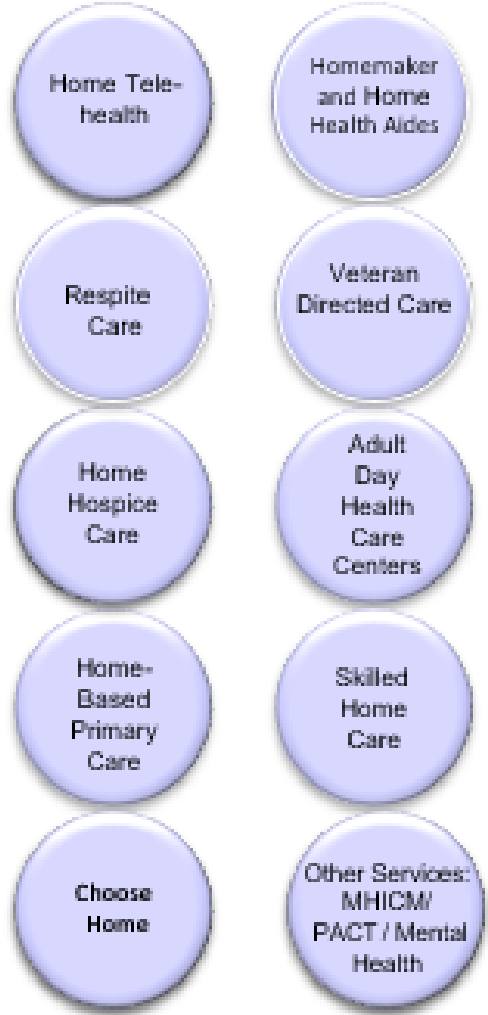 Home Tele-
health
Homemaker
and Home
Health Aides
Respite
Care
Veteran
Directed Care
Home
Hospice
Care
Adult
Day
Health
Care
Centers
Home-
Based
Primary
Care
Skilled
Home
Care
Choose
Home
Other Services:
MHICM/
PACT / Mental
Health